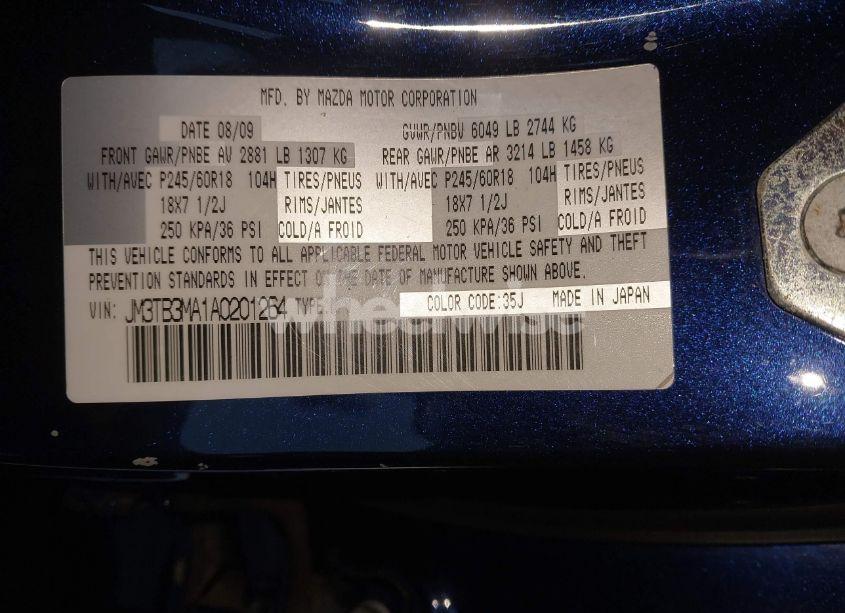 MFD. BY MAZDA MOTOR CORPORATION
DATE 08/09 GVWR/PNBV 6049 LB 2744 KG
FRONT GAWR/PNBE AV 2881 LB 1307 KG REAR GAWR/PNBE AR 3214 LB 1458 KG
WITH/AVEC P245/60R18 104H TIRES/PNEUS WITH/AVEC P245/60R18 104H TIRES/PNEUS
18X7 1/2J RIMS/JANTES 18X7 1/2J RIMS/JANTES
250 KPA/36 PSI COLD/A FROID 250 KPA/36 PSI COLD/A FROID
THIS VEHICLE CONFORMS TO ALL APPLICABLE FEDERAL MOTOR VEHICLE SAFETY AND THEFT
PREVENTION STANDARDS IN EFFECT OF THE DATE OF MANUFACTURE SHOWN ABOVE.
VIN: JM3TB3MA1A0201264 TYPE: COLOR CODE:35J MADE IN JAPAN
wheelwise